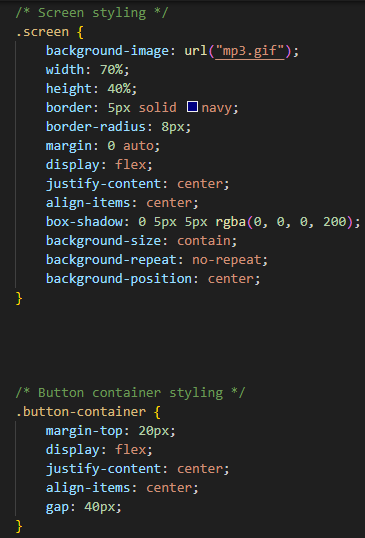 /* Screen styling */
.screen {
background-image: url("mp3.gif");
width: 70%;
height: 40%;
border: 5px solid navy;
border-radius: 8px;
margin: 0 auto;
display: flex;
justify-content: center;
align-items: center;
box-shadow: 0 5px 5px rgba(0, 0, 0, 200);
background-size: contain;
background-repeat: no-repeat;
background-position: center;
}
/* Button container styling */
.button-container {
margin-top: 20px;
display: flex;
justify-content: center;
align-items: center;
gap: 40px;
}